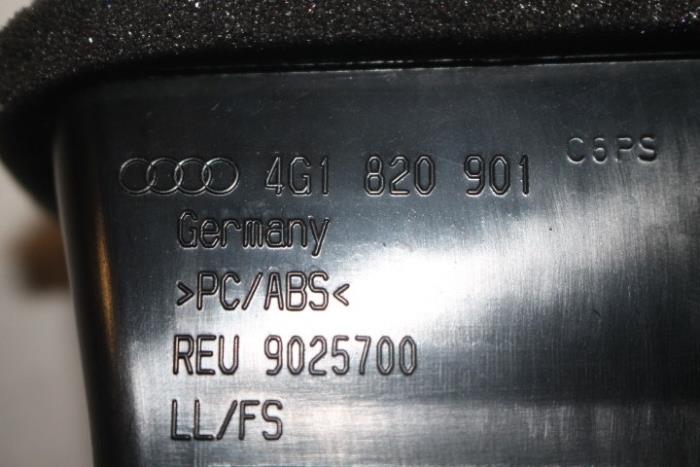 4G1 820 901 C6PS
Germany
>PC/ABS<
REU 9025700
LL/FS